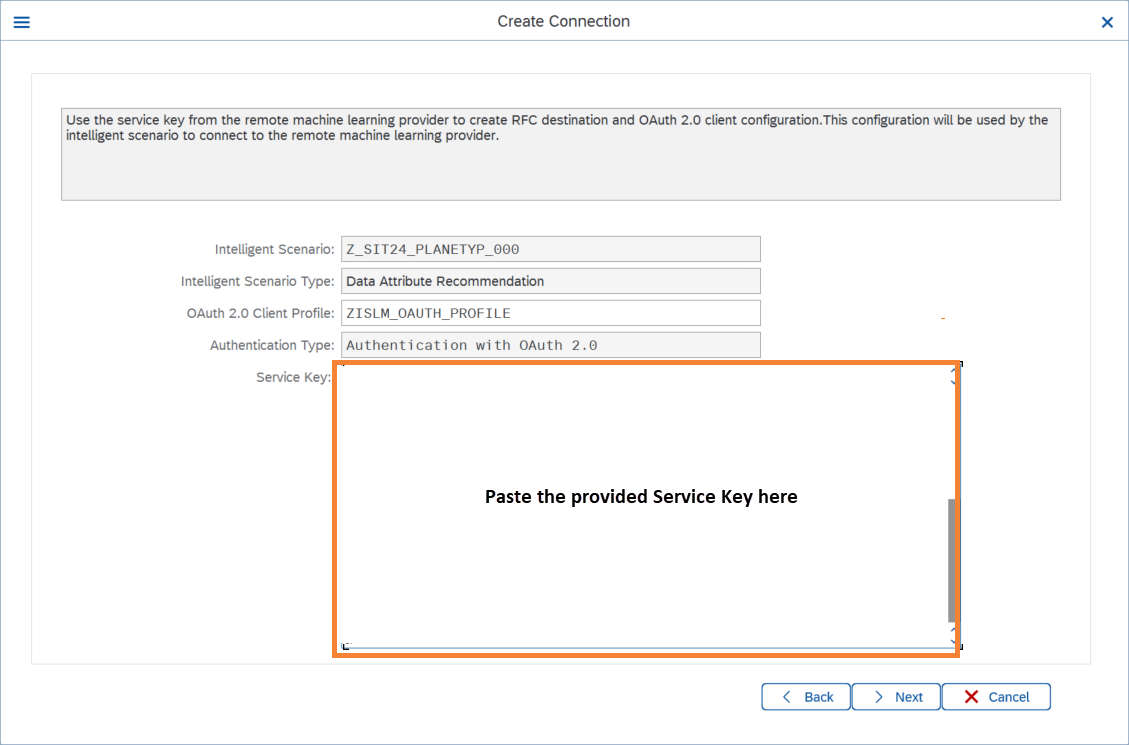 Create Connection
Use the service key from the remote machine learning provider to create RFC destination and OAuth 2.0 client configuration.This configuration will be used by the
intelligent scenario to connect to the remote machine learning provider.
Intelligent Scenario: Z_SIT24_PLANETYP_000
Intelligent Scenario Type: Data Attribute Recommendation
OAuth 2.0 Client Profile: ZISLM_OAUTH_PROFILE
Authentication Type: Authentication with OAuth 2.0
Service Key:
Paste the provided Service Key here
Back Next Cancel